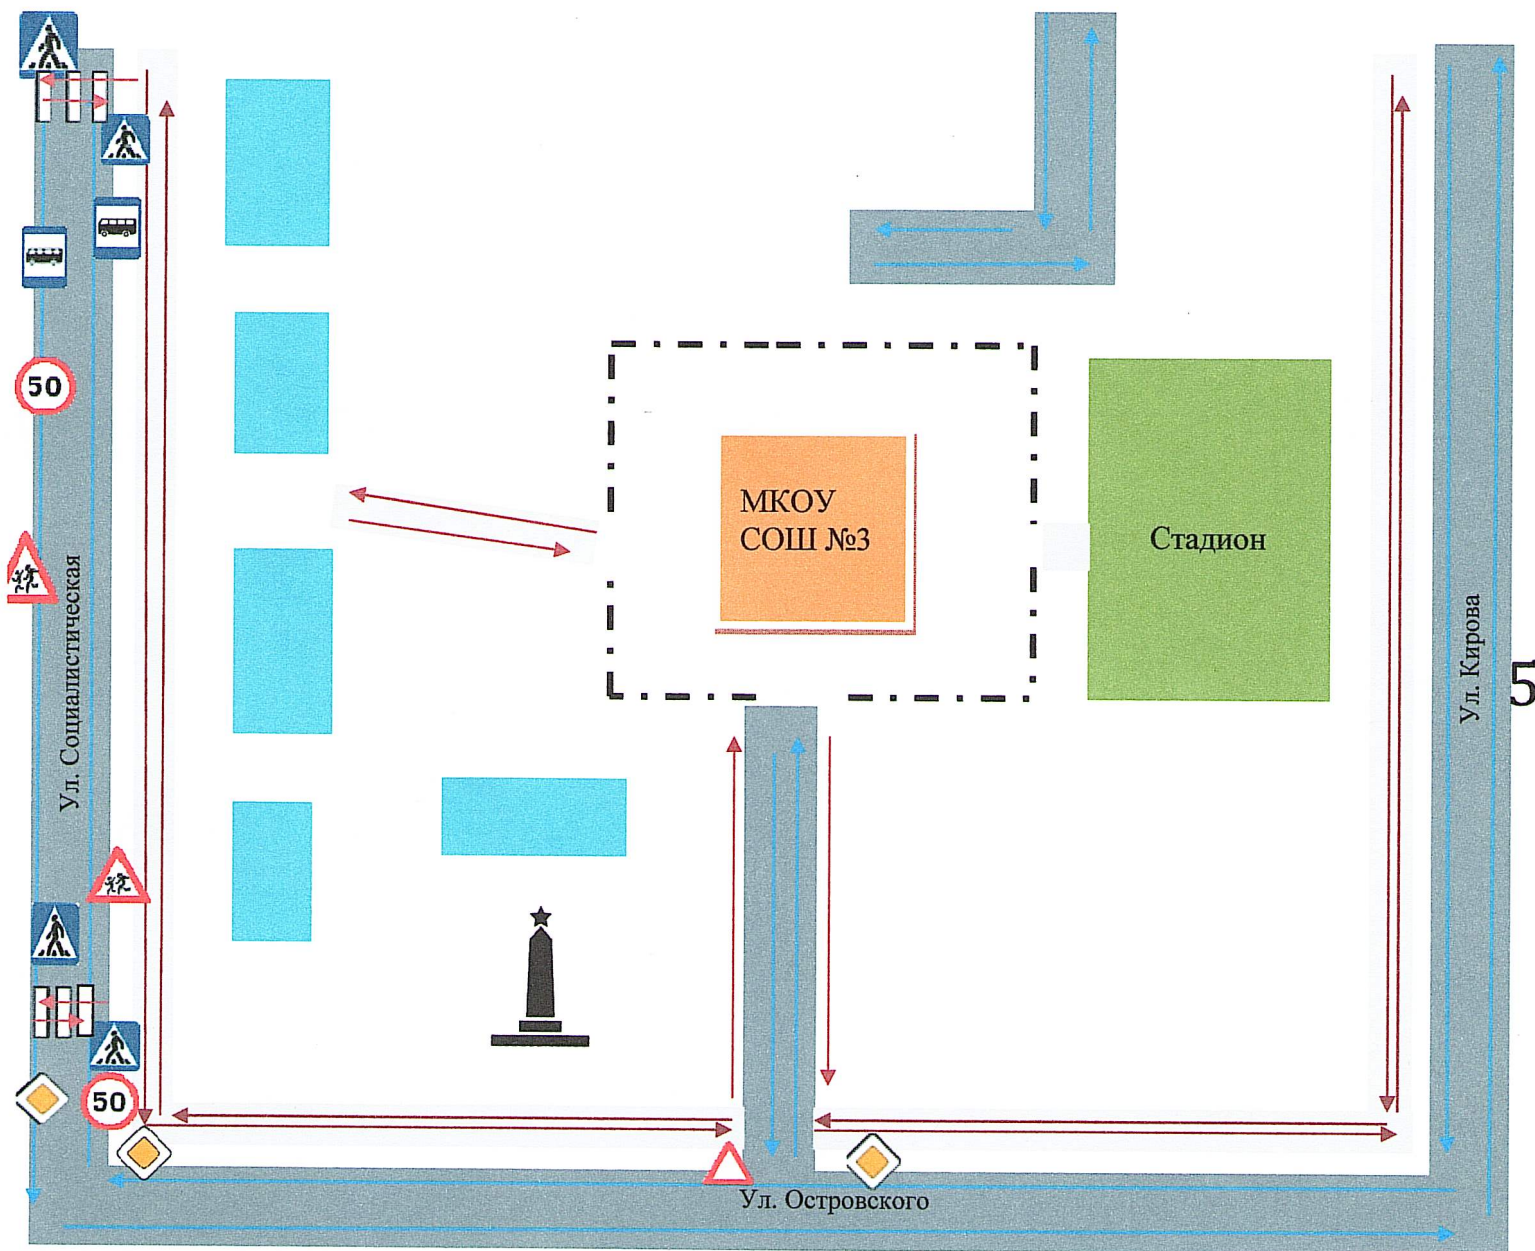 50
МКОУ
СОШ №3
Стадион
Ул. Социалистическая
Ул. Кирова
5
50
Ул. Островского